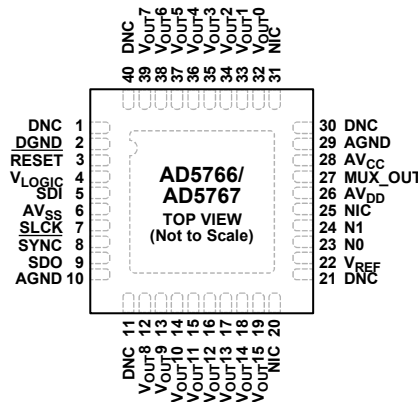 40 DNC
39 VOUT7
38 VOUT6
37 VOUT5
36 VOUT4
35 VOUT3
34 VOUT2
33 VOUT1
32 VOUT0
31 NIC
DNC 1
DGND 2
RESET 3
VLOGIC 4
SDI 5
AVSS 6
SLCK 7
SYNC 8
SDO 9
AGND 10
AD5766/
AD5767
TOP VIEW
(Not to Scale)
30 DNC
29 AGND
28 AVCC
27 MUX_OUT
26 AVDD
25 NIC
24 N1
23 N0
22 VREF
21 DNC
DNC 11
VOUT8 12
VOUT9 13
VOUT10 14
VOUT11 15
VOUT12 16
VOUT13 17
VOUT14 18
VOUT15 19
NIC 20